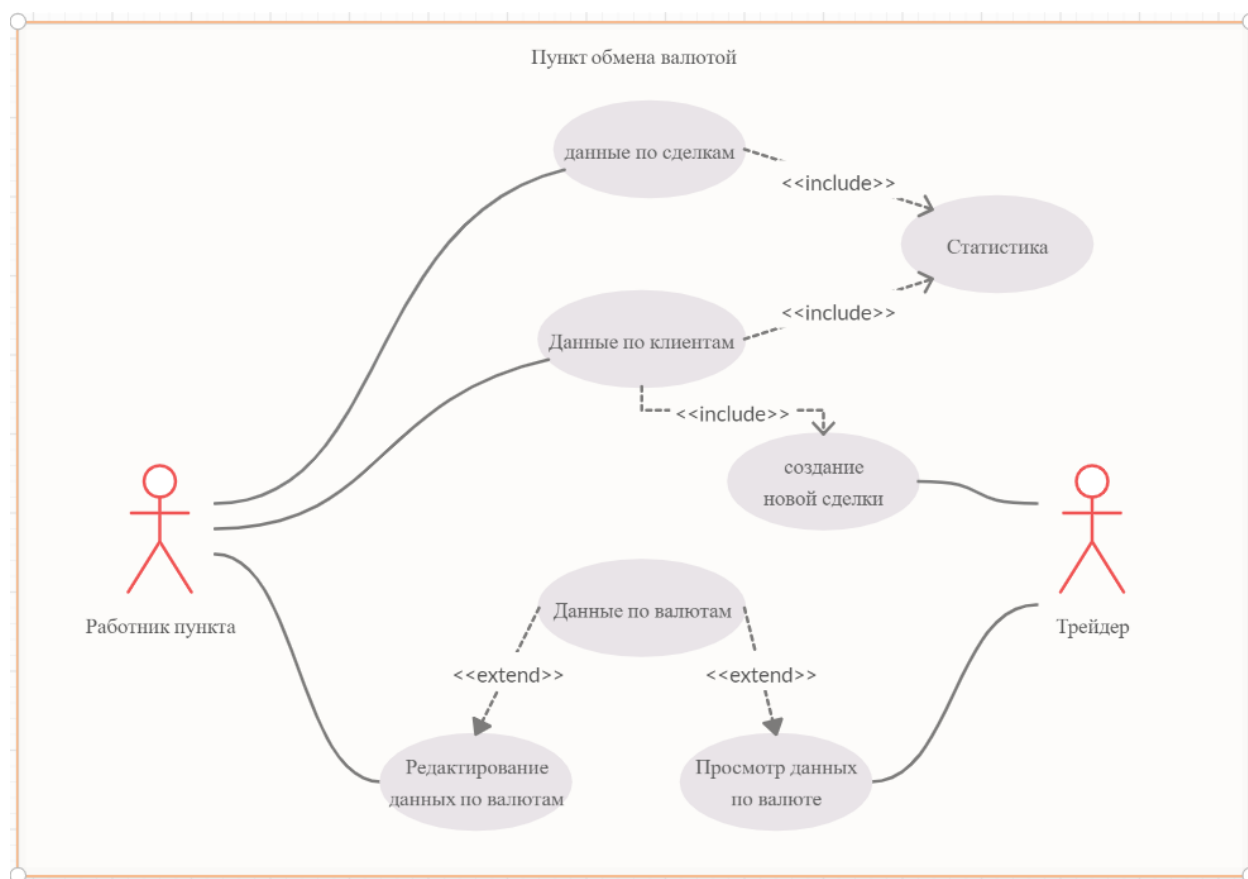 Пункт обмена валютой
данные по сделкам
<<include>>
Статистика
<<include>>
Данные по клиентам
<<include>>
создание
новой сделки
Работник пункта
Трейдер
Данные по валютам
<<extend>>
<<extend>>
Редактирование
данных по валютам
Просмотр данных
по валюте